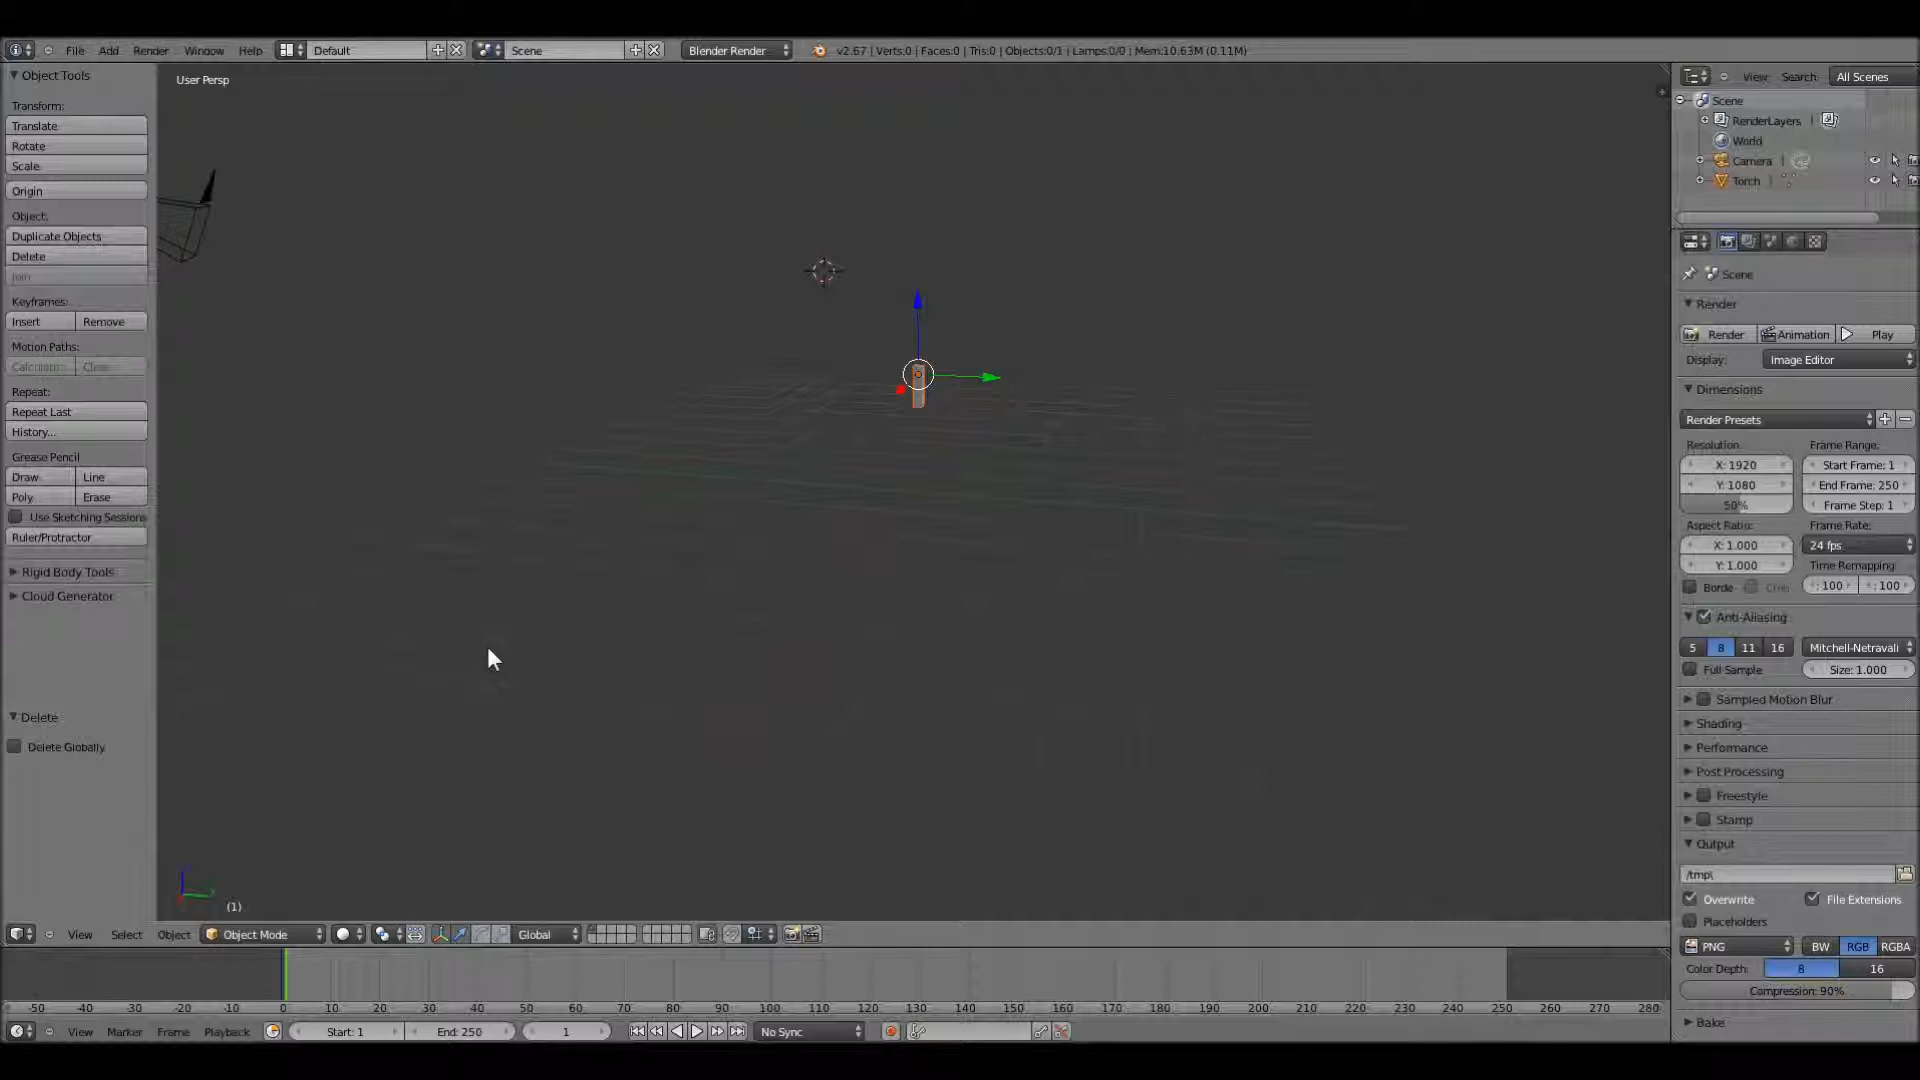 File Add Render Window Help Default Scene Blender Render v2.67 | Verts:0 | Faces:0 | Tris:0 | Objects:0/1 | Lamps:0/0 | Mem:10.63M (0.11M)
Object Tools
Transform:
Translate
Rotate
Scale
Origin
Object:
Duplicate Objects
Delete
Join
Keyframes:
Insert Remove
Motion Paths:
Calculate Clear
Repeat:
Repeat Last
History...
Grease Pencil
Draw Line
Poly Erase
Use Sketching Sessions
Ruler/Protractor
Rigid Body Tools
Cloud Generator
Delete
Delete Globally
User Persp
(1)
View Search: All Scenes
Scene
RenderLayers
World
Camera
Torch
Scene
Render
Render Animation Play
Display: Image Editor
Dimensions
Render Presets
Resolution: Frame Range:
X: 1920 Start Frame: 1
Y: 1080 End Frame: 250
50% Frame Step: 1
Aspect Ratio: Frame Rate:
X: 1.000 24 fps
Y: 1.000 Time Remapping:
Borde Crop : 100 : 100
Anti-Aliasing
5 8 11 16 Mitchell-Netravali
Full Sample Size: 1.000
Sampled Motion Blur
Shading
Performance
Post Processing
Freestyle
Stamp
Output
/tmp\
Overwrite File Extensions
Placeholders
PNG BW RGB RGBA
Color Depth: 8 16
Compression: 90%
Bake
View Select Object Object Mode Global
-50 -40 -30 -20 -10 0 10 20 30 40 50 60 70 80 90 100 110 120 130 140 150 160 170 180 190 200 210 220 230 240 250 260 270 280
View Marker Frame Playback Start: 1 End: 250 1 No Sync